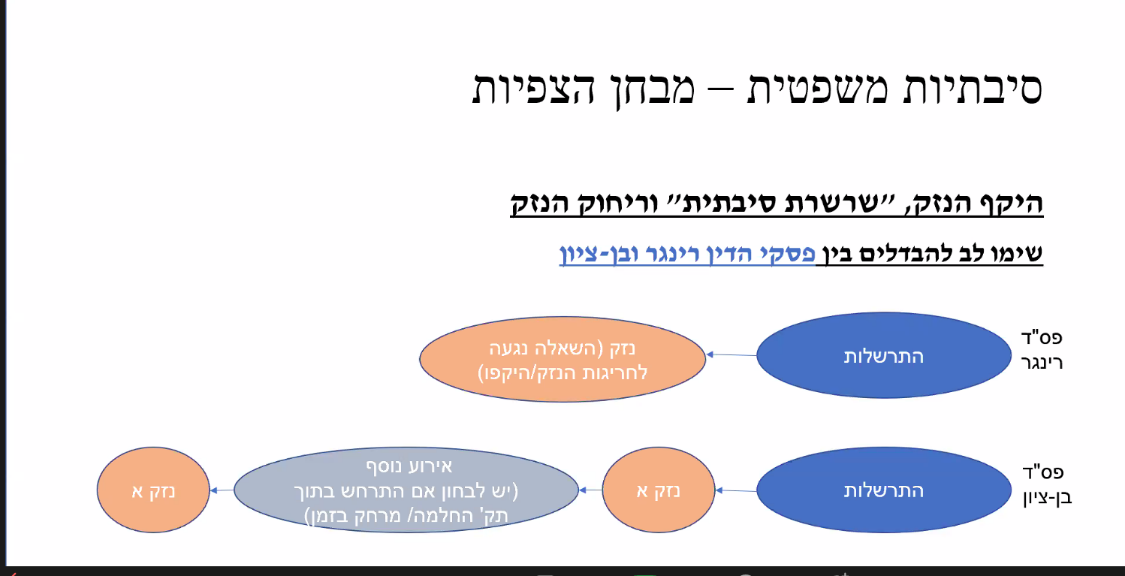 סיבתיות משפטית – מבחן הצפיות
היקף הנזק, "שרשרת סיבתית" וריחוק הנזק
שימו לב להבדלים בין פסקי הדין רינגר ובן-ציון
פס"ד
רינגר
התרשלות
נזק (השאלה נגעה
לחריגות הנזק/היקפו)
פס"ד
בן-ציון
התרשלות
נזק א
אירוע נוסף
(יש לבחון אם התרחש בתוך
תק' החלמה/ מרחק בזמן)
נזק א